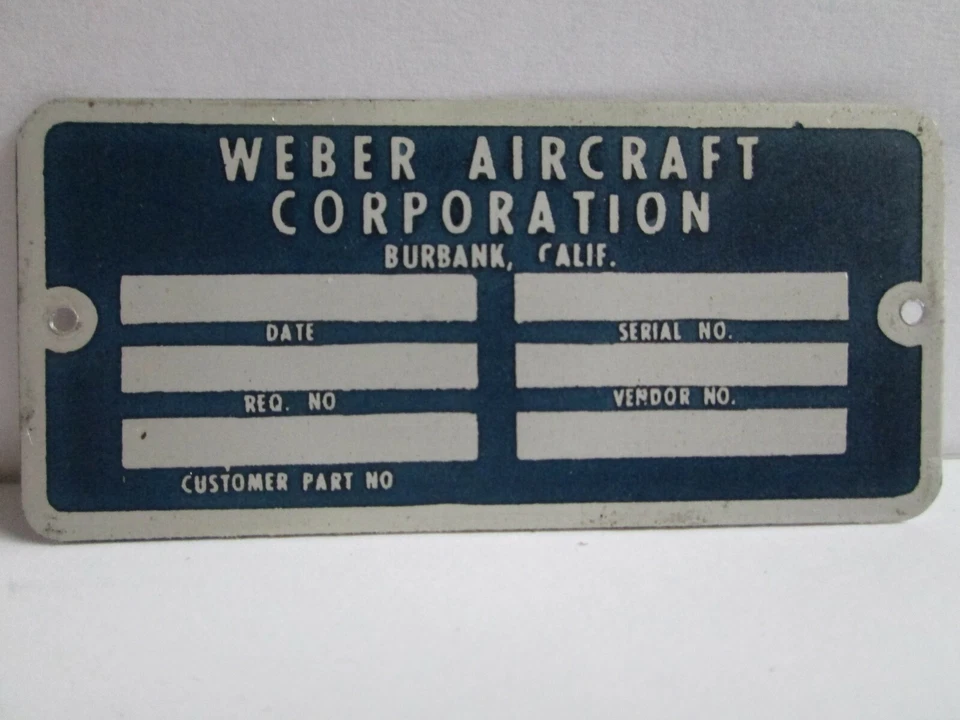 WEBER AIRCRAFT
CORPORATION
BURBANK, CALIF.
DATE SERIAL NO.
REQ. NO VENDOR NO.
CUSTOMER PART NO